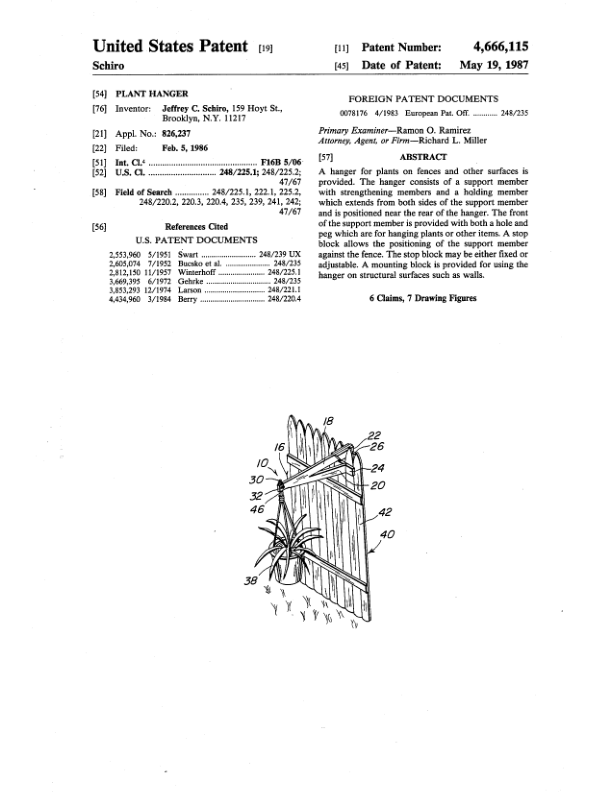 United States Patent [19]
Schiro
[11] Patent Number: 4,666,115
[45] Date of Patent: May 19, 1987
[54] PLANT HANGER
[76] Inventor: Jeffrey C. Schiro, 159 Hoyt St.,
Brooklyn, N.Y. 11217
[21] Appl. No.: 826,237
[22] Filed: Feb. 5, 1986
[51] Int. Cl.⁴ ........................................ F16B 5/06
[52] U.S. Cl. ........................... 248/225.1; 248/225.2;
47/67
[58] Field of Search ............. 248/225.1, 222.1, 225.2,
248/220.2, 220.3, 220.4, 235, 239, 241, 242;
47/67
[56] References Cited
U.S. PATENT DOCUMENTS
2,553,960 5/1951 Swart ........................ 248/239 UX
2,605,074 7/1952 Bucsko et al. .................... 248/235
2,812,150 11/1957 Winterhoff ..................... 248/225.1
3,669,395 6/1972 Gehrke ............................ 248/235
3,853,293 12/1974 Larson .......................... 248/221.1
4,434,960 3/1984 Berry ............................ 248/220.4
FOREIGN PATENT DOCUMENTS
0078176 4/1983 European Pat. Off. ........... 248/235
Primary Examiner—Ramon O. Ramirez
Attorney, Agent, or Firm—Richard L. Miller
[57] ABSTRACT
A hanger for plants on fences and other surfaces is
provided. The hanger consists of a support member
with strengthening members and a holding member
which extends from both sides of the support member
and is positioned near the rear of the hanger. The front
of the support member is provided with both a hole and
peg which are for hanging plants or other items. A stop
block allows the positioning of the support member
against the fence. The stop block may be either fixed or
adjustable. A mounting block is provided for using the
hanger on structural surfaces such as walls.
6 Claims, 7 Drawing Figures
18
22
16
26
10
24
30
20
32
46
42
40
38